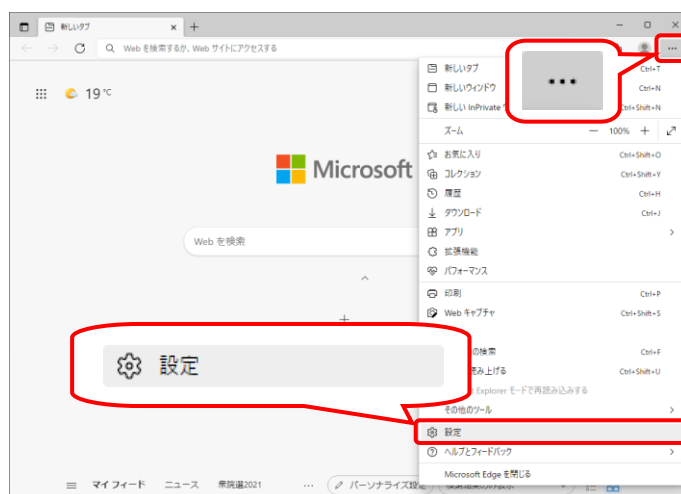 新しいタブ
Web を検索するか、Web サイトにアクセスする
19 ℃
Microsoft
Web を検索
新しいタブ Ctrl+T
新しいウィンドウ Ctrl+N
新しい InPrivate Ctrl+Shift+N
ズーム 100%
お気に入り Ctrl+Shift+O
コレクション Ctrl+Shift+Y
履歴 Ctrl+H
ダウンロード Ctrl+J
アプリ
拡張機能
パフォーマンス
印刷 Ctrl+P
Web キャプチャ Ctrl+Shift+S
の検索 Ctrl+F
読み上げる Ctrl+Shift+U
Explorer モードで再読み込みする
その他のツール
設定
設定
ヘルプとフィードバック
Microsoft Edge を閉じる
マイ フィード ニュース 衆院選2021 … パーソナライズ設定